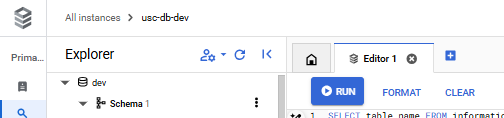 All instances > usc-db-dev
Prima...
Explorer
Editor 1
dev
Schema 1
RUN FORMAT CLEAR
1 SELECT table_name FROM informatio